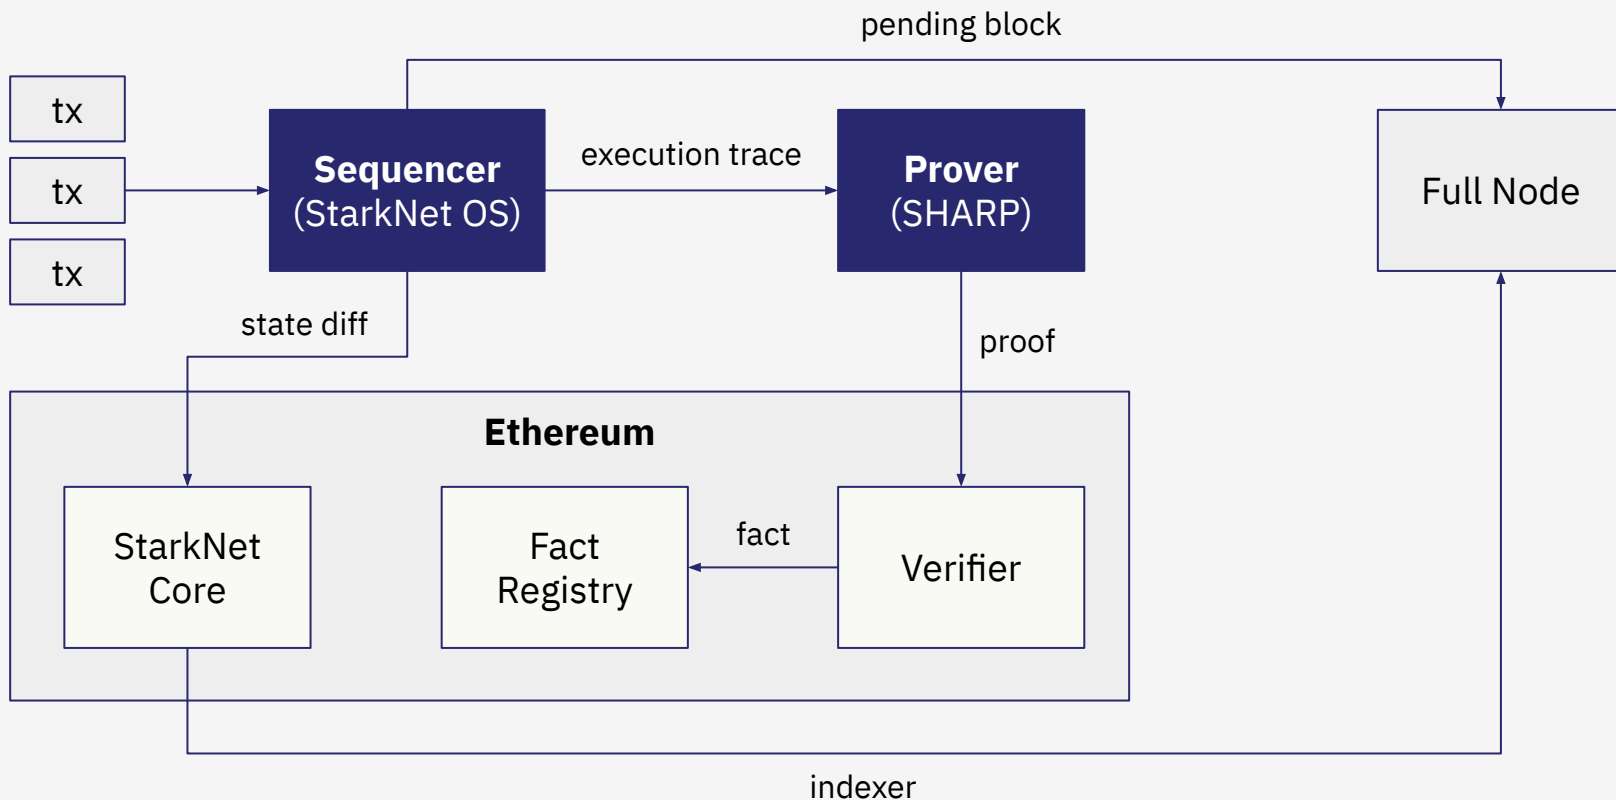 pending block
tx
tx
tx
Sequencer
(StarkNet OS)
execution trace
Prover
(SHARP)
Full Node
state diff
proof
Ethereum
StarkNet
Core
Fact
Registry
fact
Verifier
indexer